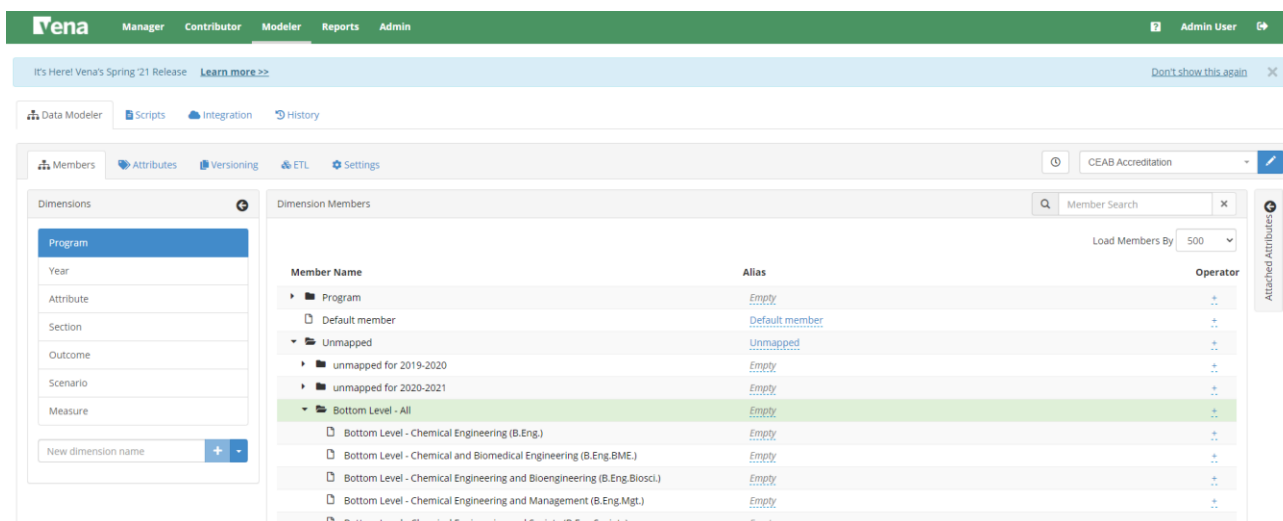 Vena Manager Contributor Modeler Reports Admin ? Admin User
It's Here! Vena's Spring '21 Release Learn more >> Don't show this again
Data Modeler Scripts Integration History
Members Attributes Versioning ETL Settings CEAB Accreditation
Dimensions
Program
Year
Attribute
Section
Outcome
Scenario
Measure
New dimension name +
Dimension Members Member Search
Load Members By 500
Member Name Alias Operator
Program Empty +
Default member Default member +
Unmapped Unmapped +
unmapped for 2019-2020 Empty +
unmapped for 2020-2021 Empty +
Bottom Level - All Empty +
Bottom Level - Chemical Engineering (B.Eng.) Empty +
Bottom Level - Chemical and Biomedical Engineering (B.Eng.BME.) Empty +
Bottom Level - Chemical Engineering and Bioengineering (B.Eng.Biosci.) Empty +
Bottom Level - Chemical Engineering and Management (B.Eng.Mgt.) Empty +
Attached Attributes